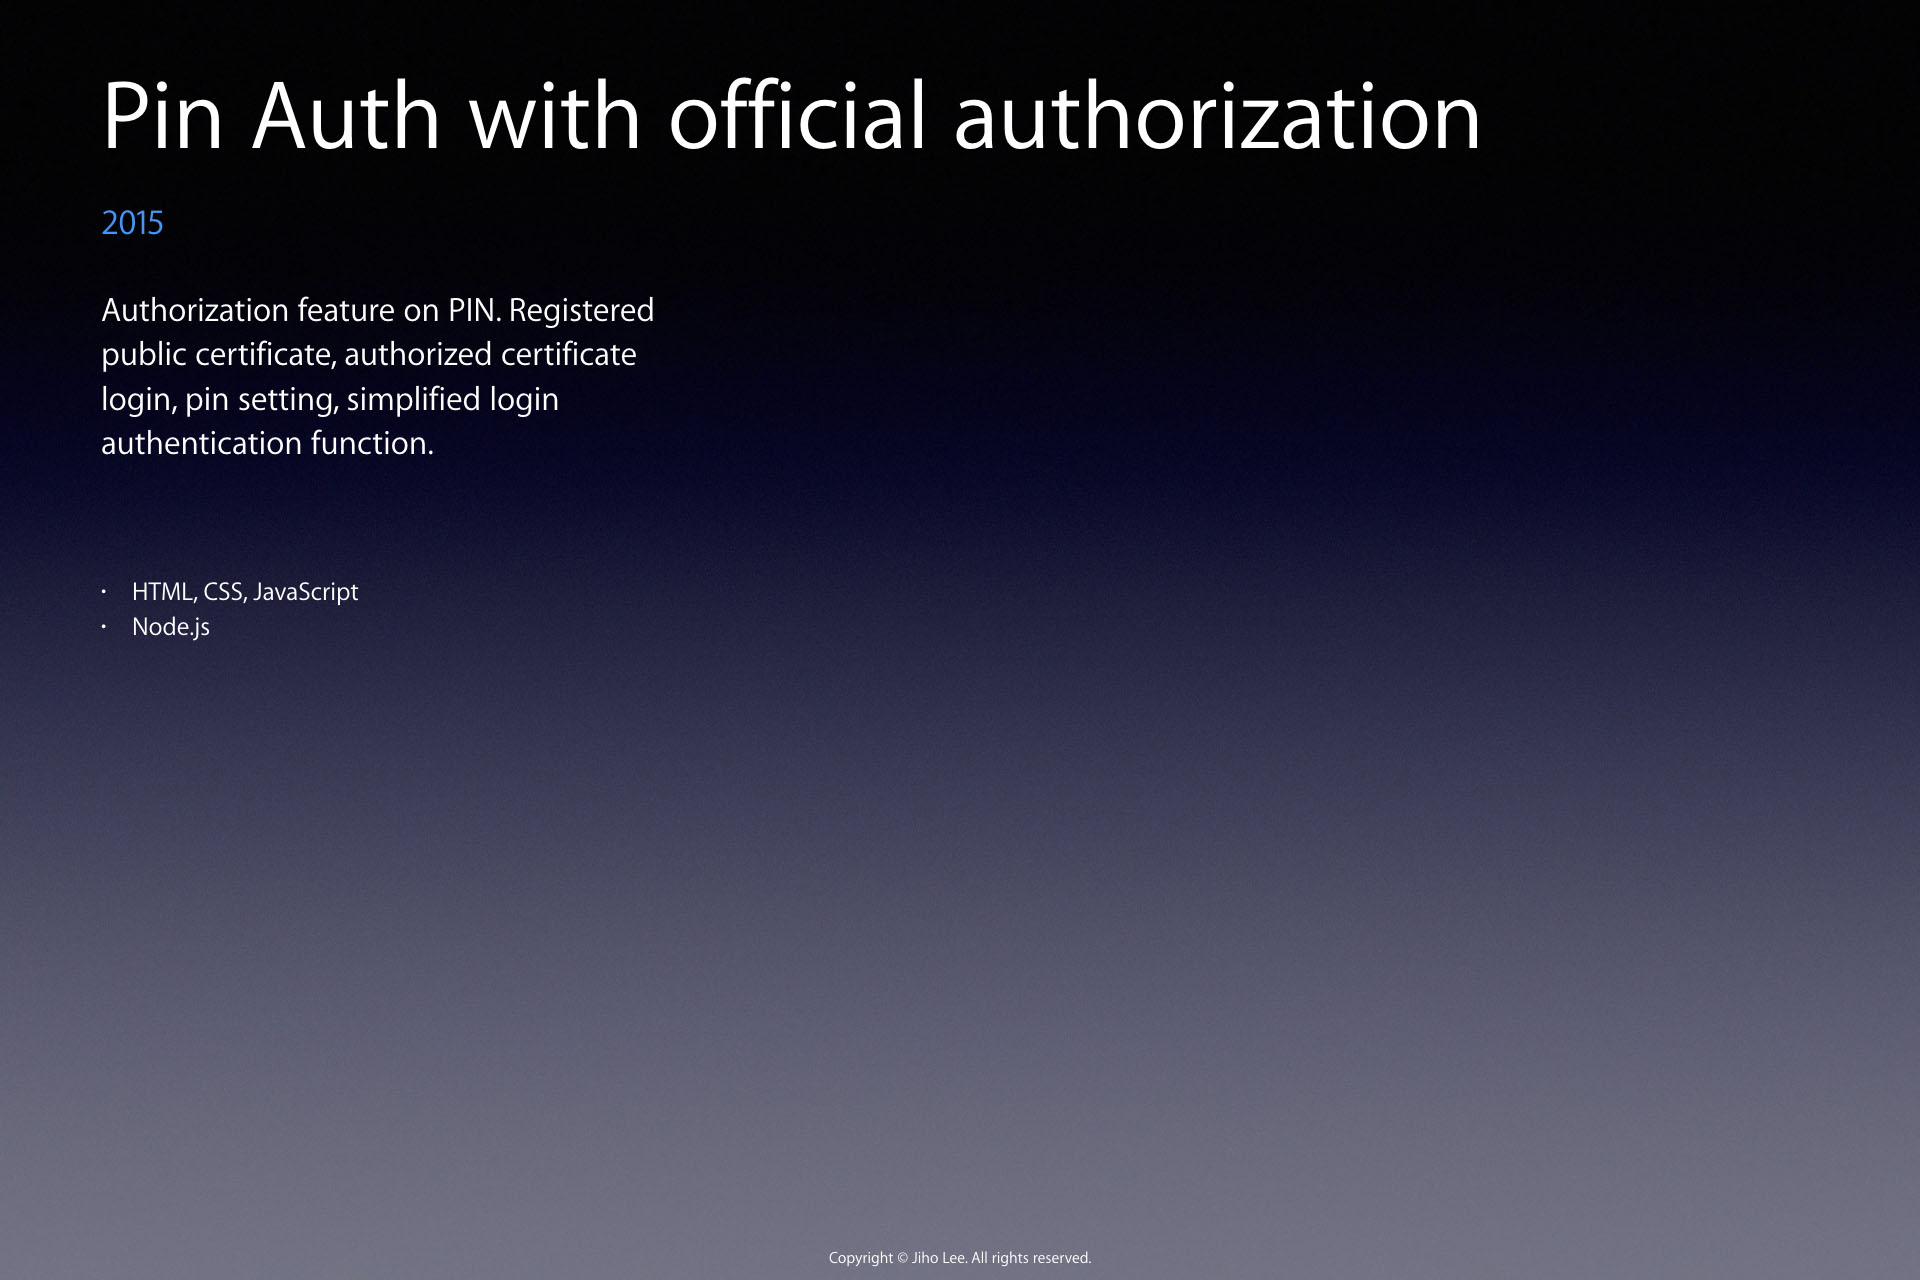 Pin Auth with official authorization
2015
Authorization feature on PIN. Registered
public certificate, authorized certificate
login, pin setting, simplified login
authentication function.
• HTML, CSS, JavaScript
• Node.js
Copyright © Jiho Lee. All rights reserved.